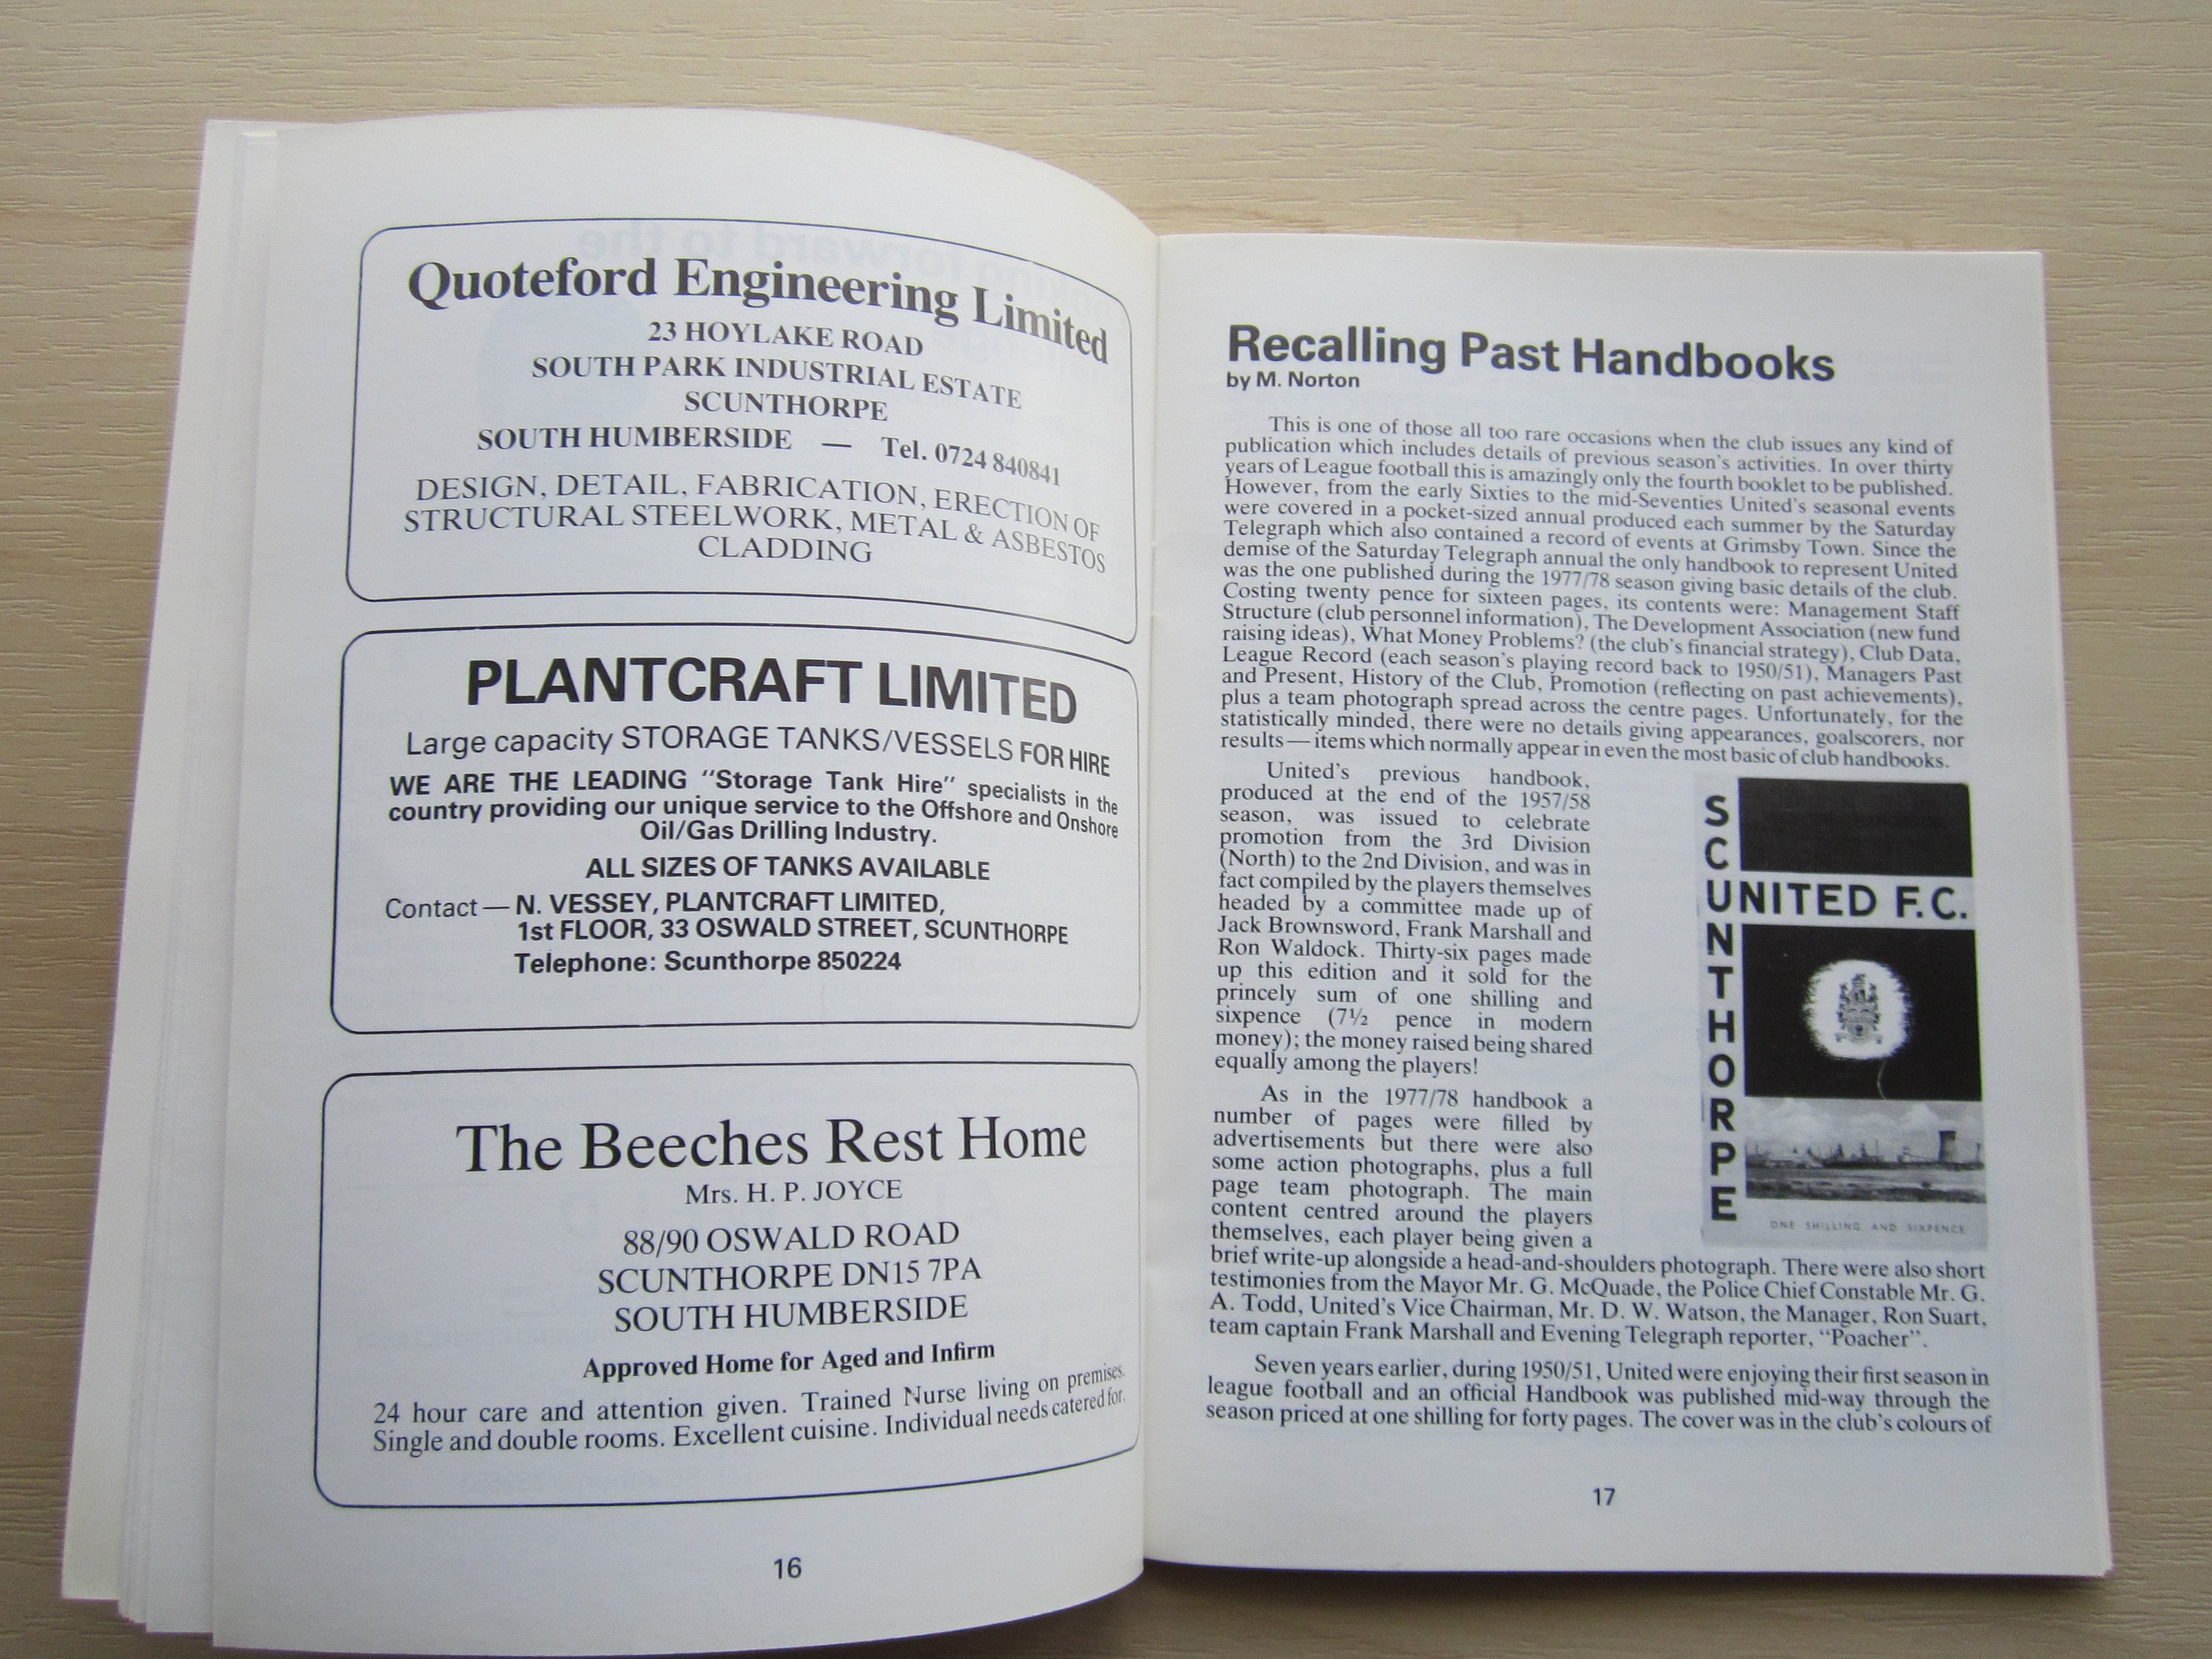 Quoteford Engineering Limited
23 HOYLAKE ROAD
SOUTH PARK INDUSTRIAL ESTATE
SCUNTHORPE
SOUTH HUMBERSIDE — Tel. 0724 840841
DESIGN, DETAIL, FABRICATION, ERECTION OF
STRUCTURAL STEELWORK, METAL & ASBESTOS
CLADDING
PLANTCRAFT LIMITED
Large capacity STORAGE TANKS/VESSELS FOR HIRE
WE ARE THE LEADING "Storage Tank Hire" specialists in the
country providing our unique service to the Offshore and Onshore
Oil/Gas Drilling Industry.
ALL SIZES OF TANKS AVAILABLE
Contact — N. VESSEY, PLANTCRAFT LIMITED,
1st FLOOR, 33 OSWALD STREET, SCUNTHORPE
Telephone: Scunthorpe 850224
The Beeches Rest Home
Mrs. H. P. JOYCE
88/90 OSWALD ROAD
SCUNTHORPE DN15 7PA
SOUTH HUMBERSIDE
Approved Home for Aged and Infirm
24 hour care and attention given. Trained Nurse living on premises.
Single and double rooms. Excellent cuisine. Individual needs catered for.
16
Recalling Past Handbooks
by M. Norton
This is one of those all too rare occasions when the club issues any kind of
publication which includes details of previous season's activities. In over thirty
years of League football this is amazingly only the fourth booklet to be published.
However, from the early Sixties to the mid-Seventies United's seasonal events
were covered in a pocket-sized annual produced each summer by the Saturday
Telegraph which also contained a record of events at Grimsby Town. Since the
demise of the Saturday Telegraph annual the only handbook to represent United
was the one published during the 1977/78 season giving basic details of the club.
Costing twenty pence for sixteen pages, its contents were: Management Staff
Structure (club personnel information), The Development Association (new fund
raising ideas), What Money Problems? (the club's financial strategy), Club Data,
League Record (each season's playing record back to 1950/51), Managers Past
and Present, History of the Club, Promotion (reflecting on past achievements),
plus a team photograph spread across the centre pages. Unfortunately, for the
statistically minded, there were no details giving appearances, goalscorers, nor
results — items which normally appear in even the most basic of club handbooks.
United's previous handbook,
produced at the end of the 1957/58
season, was issued to celebrate
promotion from the 3rd Division
(North) to the 2nd Division, and was in
fact compiled by the players themselves
headed by a committee made up of
Jack Brownsword, Frank Marshall and
Ron Waldock. Thirty-six pages made
up this edition and it sold for the
princely sum of one shilling and
sixpence (7½ pence in modern
money); the money raised being shared
equally among the players!
As in the 1977/78 handbook a
number of pages were filled by
advertisements but there were also
some action photographs, plus a full
page team photograph. The main
content centred around the players
themselves, each player being given a
brief write-up alongside a head-and-shoulders photograph. There were also short
testimonies from the Mayor Mr. G. McQuade, the Police Chief Constable Mr. G.
A. Todd, United's Vice Chairman, Mr. D. W. Watson, the Manager, Ron Suart,
team captain Frank Marshall and Evening Telegraph reporter, "Poacher".
Seven years earlier, during 1950/51, United were enjoying their first season in
league football and an official Handbook was published mid-way through the
season priced at one shilling for forty pages. The cover was in the club's colours of
SCUNTHORPE
UNITED F.C.
ONE SHILLING AND SIXPENCE
17